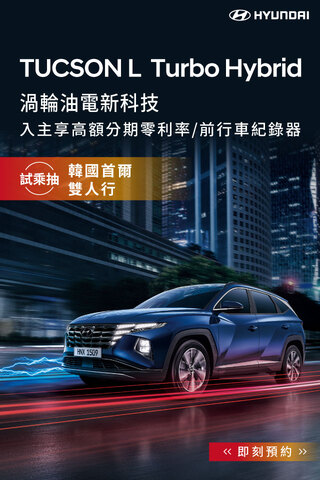 HYUNDAI
TUCSON L Turbo Hybrid
渦輪油電新科技
入主享高額分期零利率/前行車紀錄器
試乘抽
韓國首爾
雙人行
HNX 1509
<< 即刻預約 >>